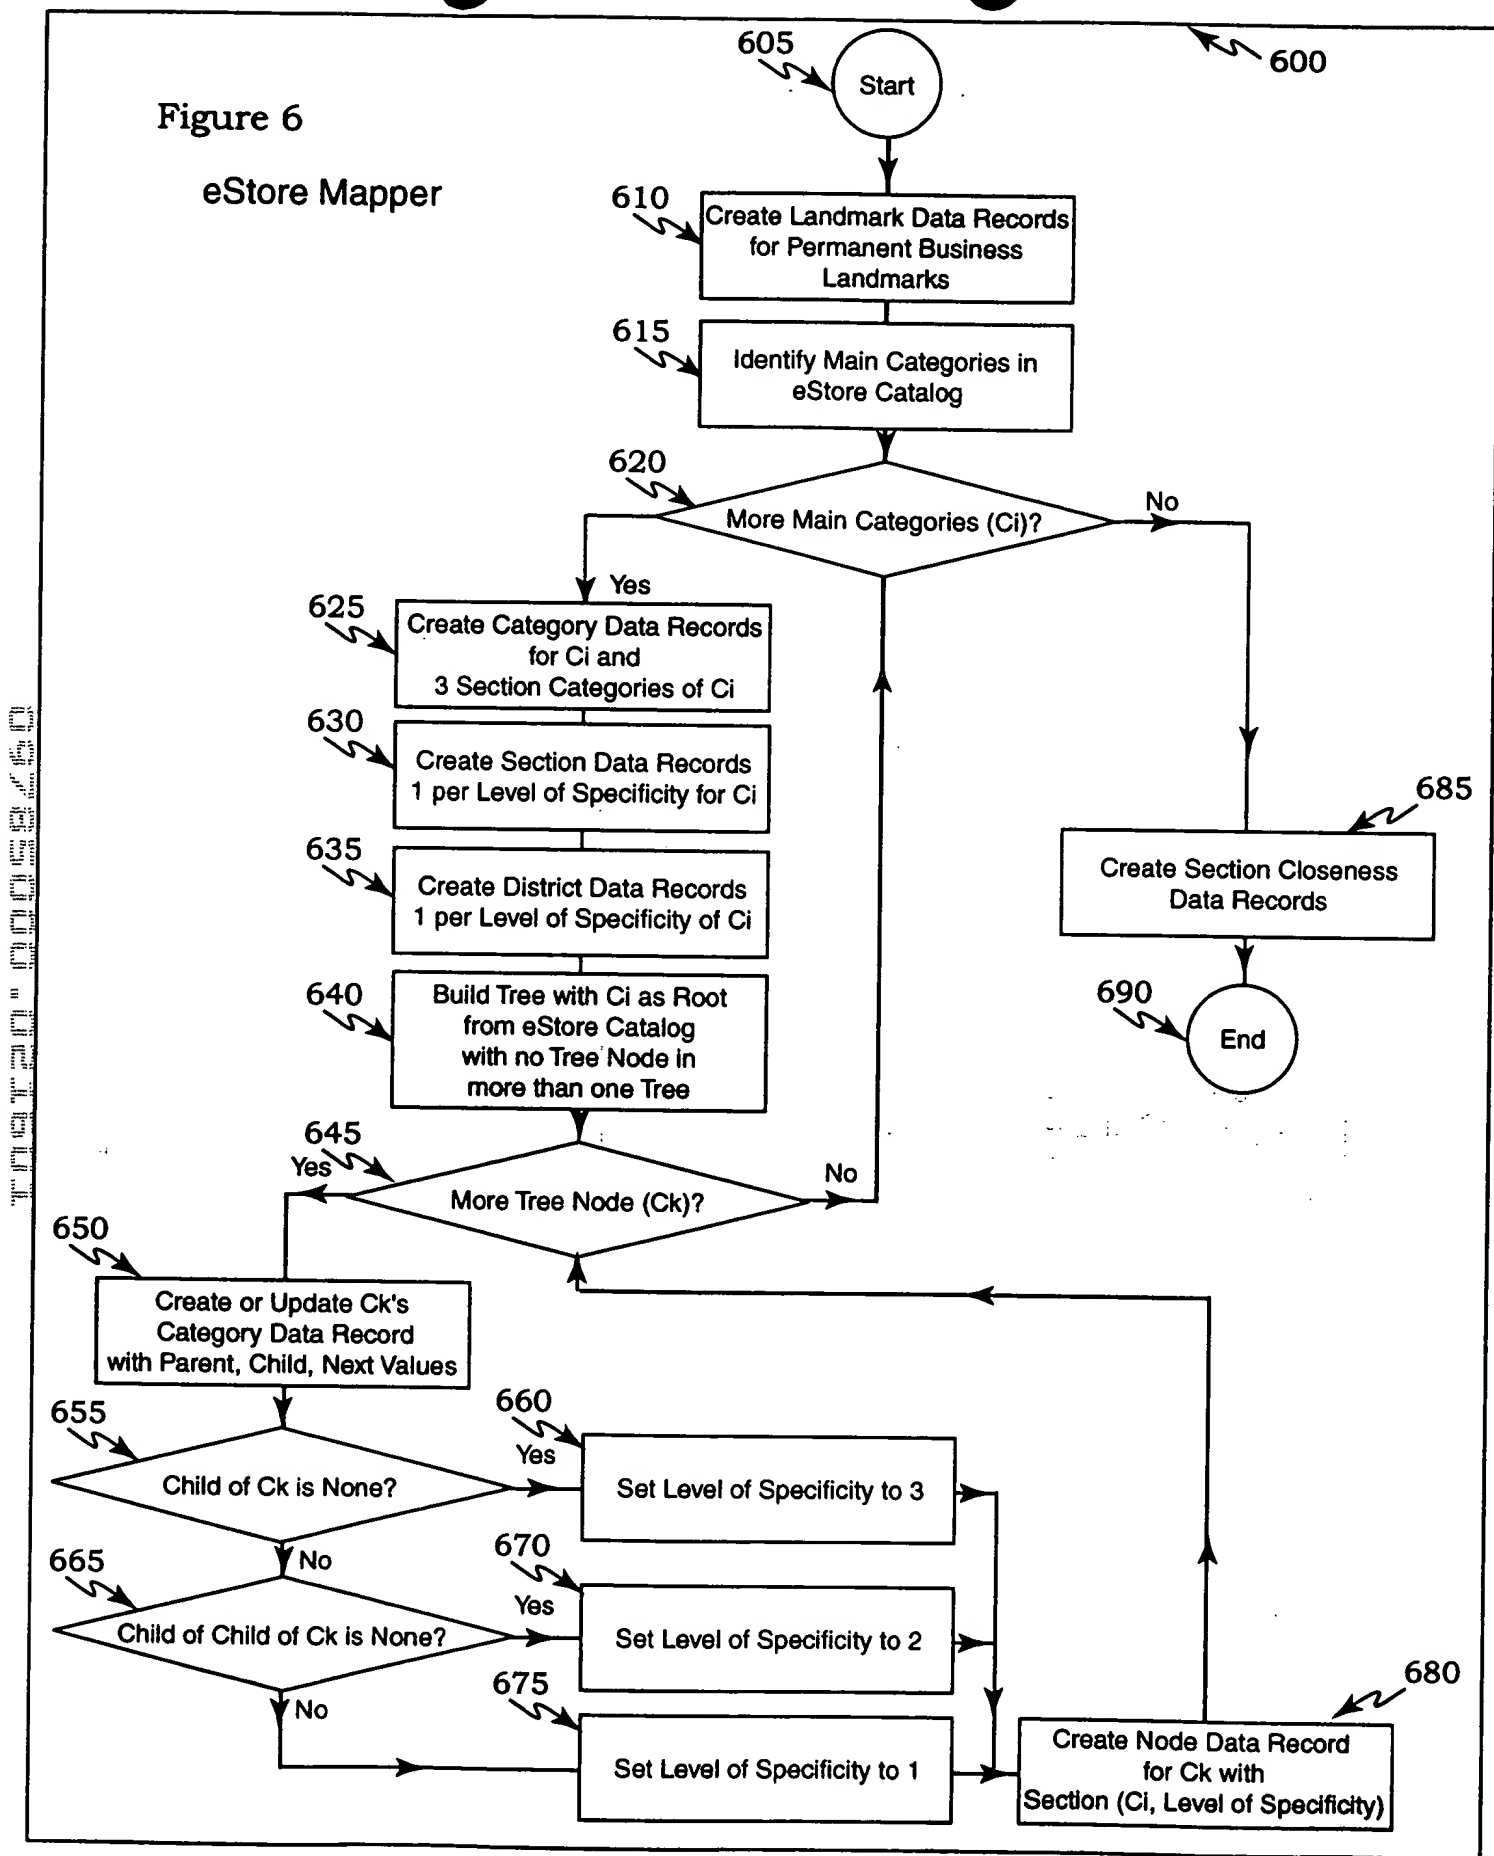 605
600
Start
Figure 6
eStore Mapper
610
Create Landmark Data Records
for Permanent Business
Landmarks
615
Identify Main Categories in
eStore Catalog
620
More Main Categories (Ci)?
No
Yes
625
Create Category Data Records
for Ci and
3 Section Categories of Ci
630
Create Section Data Records
1 per Level of Specificity for Ci
635
Create District Data Records
1 per Level of Specificity of Ci
685
Create Section Closeness
Data Records
640
Build Tree with Ci as Root
from eStore Catalog
with no Tree Node in
more than one Tree
690
End
645
Yes
More Tree Node (Ck)?
No
650
Create or Update Ck's
Category Data Record
with Parent, Child, Next Values
655
Child of Ck is None?
Yes
660
Set Level of Specificity to 3
No
665
Child of Child of Ck is None?
Yes
670
Set Level of Specificity to 2
No
675
Set Level of Specificity to 1
680
Create Node Data Record
for Ck with
Section (Ci, Level of Specificity)